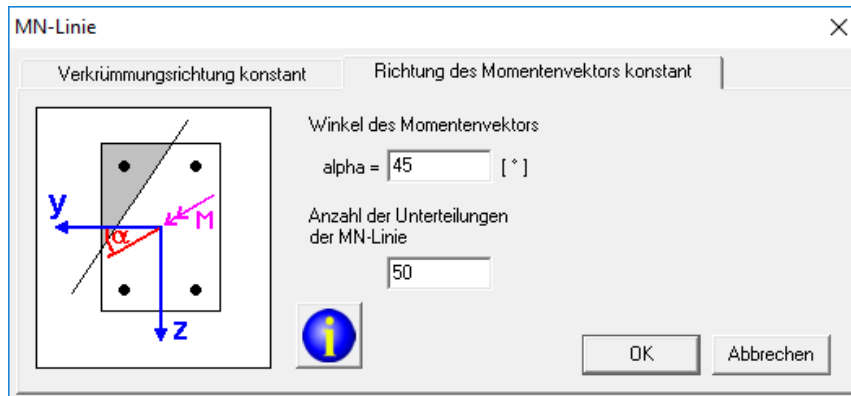 MN-Linie
Verkrümmungsrichtung konstant
Richtung des Momentenvektors konstant
Winkel des Momentenvektors
alpha = 45 [ ° ]
Anzahl der Unterteilungen
der MN-Linie
50
y
M
α
z
i
OK
Abbrechen